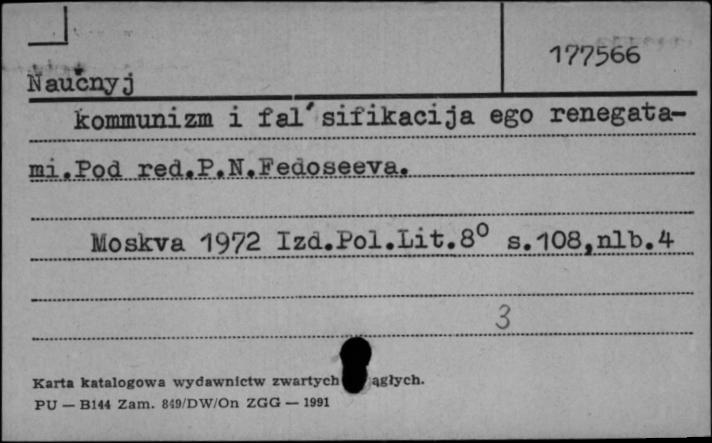 177566
Naučnyj
kommunizm i fal'sifikacija ego renegata-
mi.Pod red.P.N.Fedoseeva.
Moskva 1972 Izd.Pol.Lit.8° s.108,nlb.4
3
Karta katalogowa wydawnictw zwartych ągłych.
PU — B144 Zam. 849/DW/On ZGG — 1991